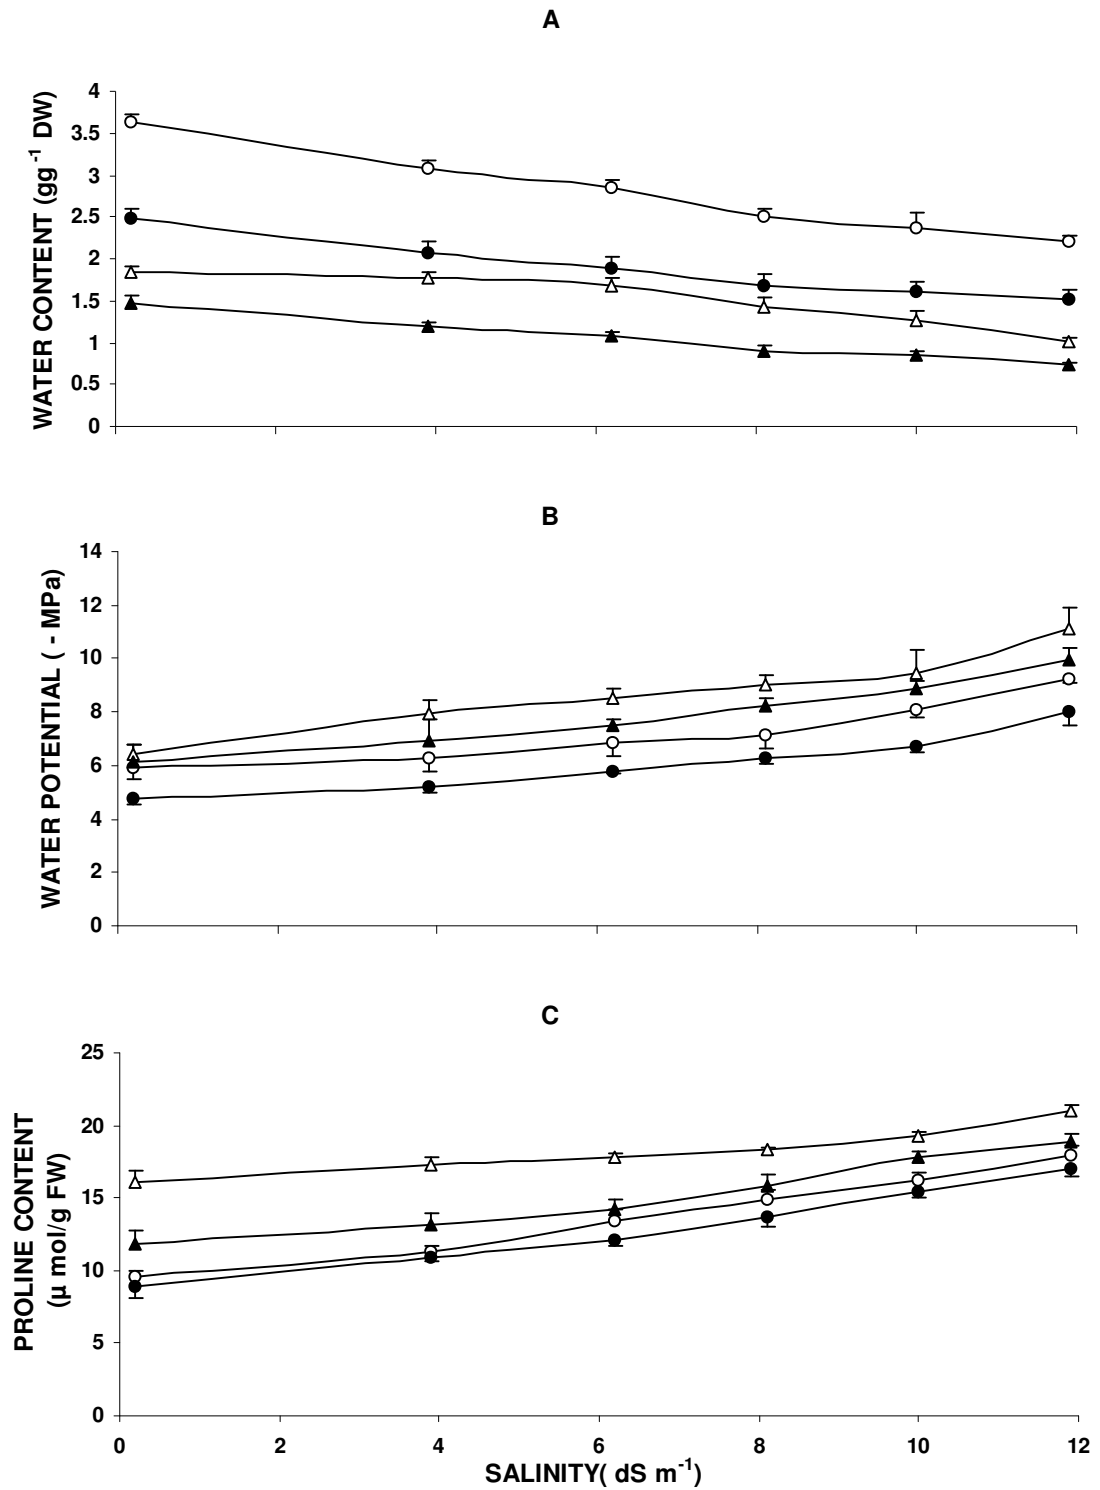 A
WATER CONTENT (gg⁻¹ DW)
4
3.5
3
2.5
2
1.5
1
0.5
0
B
WATER POTENTIAL ( - MPa)
14
12
10
8
6
4
2
0
C
PROLINE CONTENT
(µ mol/g FW)
25
20
15
10
5
0
0 2 4 6 8 10 12
SALINITY( dS m⁻¹)